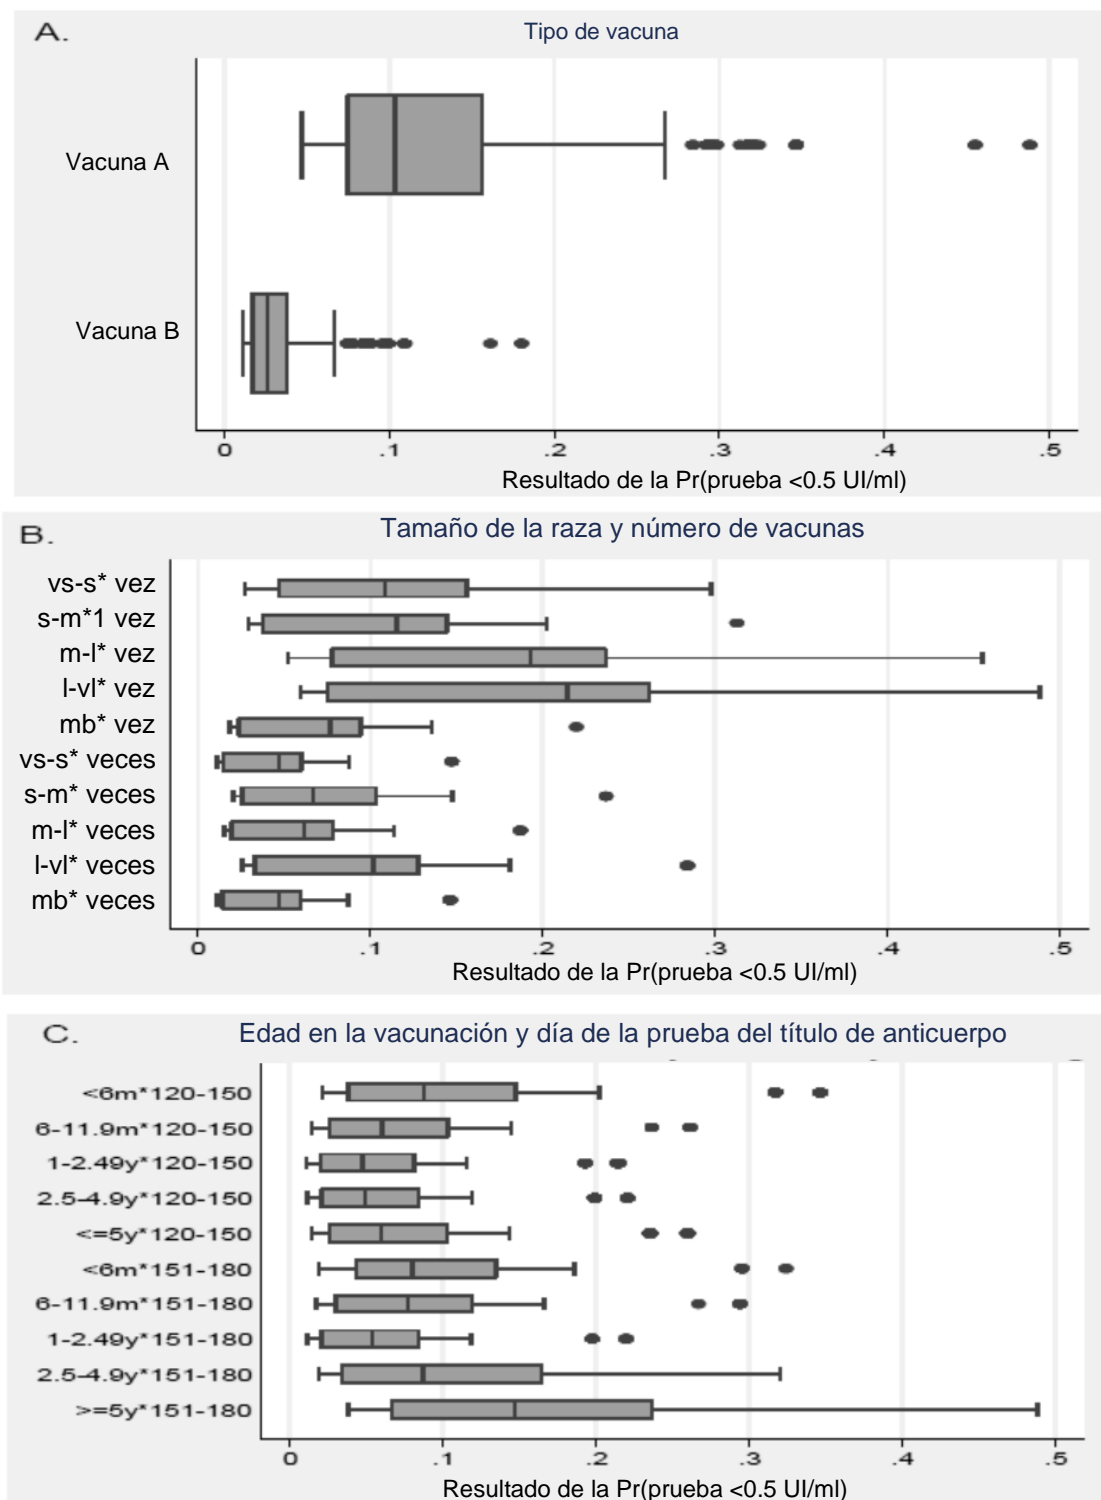 A.
Tipo de vacuna
Vacuna A
Vacuna B
0 .1 .2 .3 .4 .5
Resultado de la Pr(prueba <0.5 UI/ml)
B.
Tamaño de la raza y número de vacunas
vs-s* vez
s-m*1 vez
m-l* vez
l-vl* vez
mb* vez
vs-s* veces
s-m* veces
m-l* veces
l-vl* veces
mb* veces
0 .1 .2 .3 .4 .5
Resultado de la Pr(prueba <0.5 UI/ml)
C.
Edad en la vacunación y día de la prueba del título de anticuerpo
<6m*120-150
6-11.9m*120-150
1-2.49y*120-150
2.5-4.9y*120-150
<=5y*120-150
<6m*151-180
6-11.9m*151-180
1-2.49y*151-180
2.5-4.9y*151-180
>=5y*151-180
0 .1 .2 .3 .4 .5
Resultado de la Pr(prueba <0.5 UI/ml)